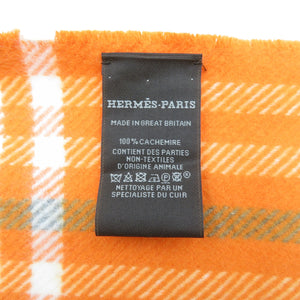 HERMÈS-PARIS
MADE IN GREAT BRITAIN
100% CACHEMIRE
CONTIENT DES PARTIES
NON-TEXTILES
D'ORIGINE ANIMALE
NETTOYAGE PAR UN
SPECIALISTE DU CUIR